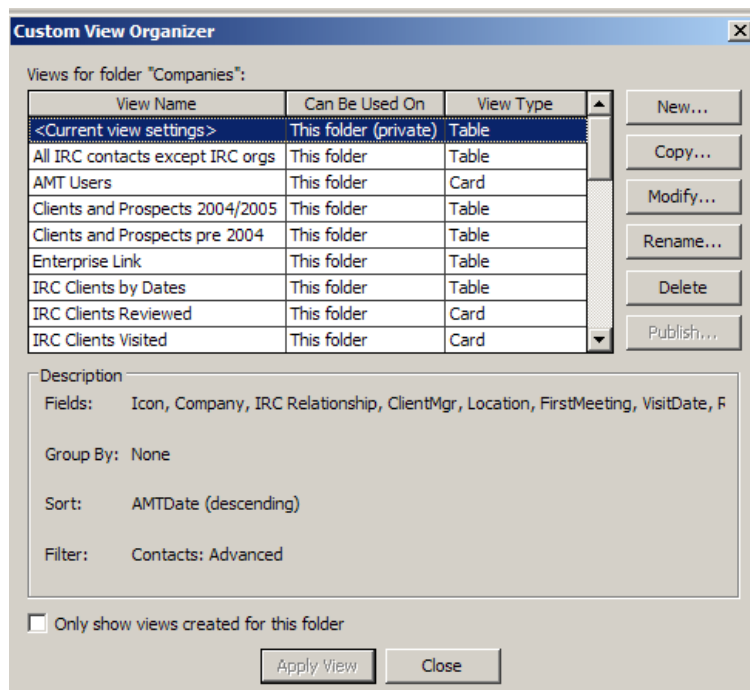 Custom View Organizer
Views for folder "Companies":
View Name Can Be Used On View Type
<Current view settings> This folder (private) Table
All IRC contacts except IRC orgs This folder Table
AMT Users This folder Card
Clients and Prospects 2004/2005 This folder Table
Clients and Prospects pre 2004 This folder Table
Enterprise Link This folder Table
IRC Clients by Dates This folder Table
IRC Clients Reviewed This folder Card
IRC Clients Visited This folder Card
New...
Copy...
Modify...
Rename...
Delete
Publish...
Description
Fields: Icon, Company, IRC Relationship, ClientMgr, Location, FirstMeeting, VisitDate, R
Group By: None
Sort: AMTDate (descending)
Filter: Contacts: Advanced
Only show views created for this folder
Apply View Close